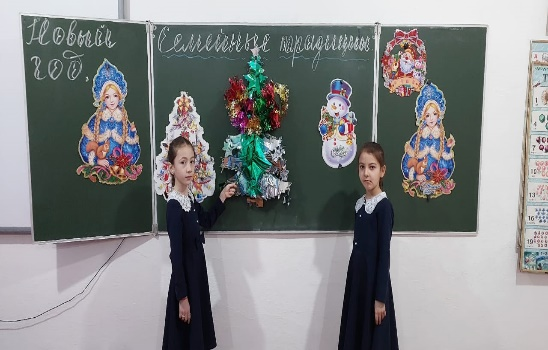 Новый
год,
Семейные традиции